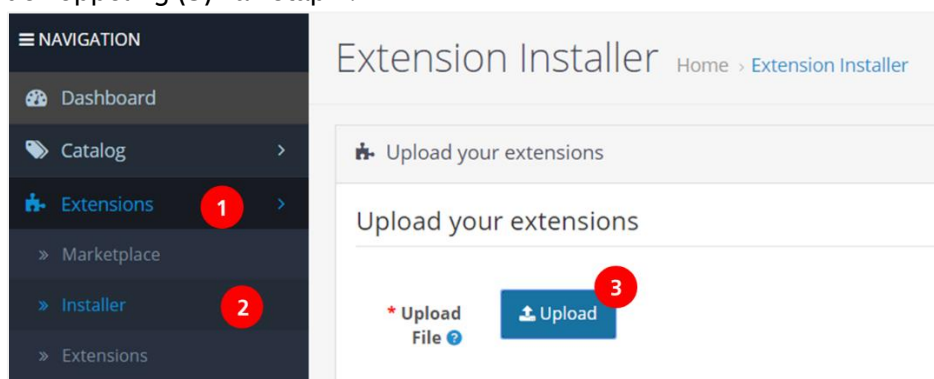 NAVIGATION
Dashboard
Catalog
Extensions 1
Marketplace
Installer 2
Extensions
Extension Installer Home › Extension Installer
Upload your extensions
Upload your extensions
3
* Upload File Upload